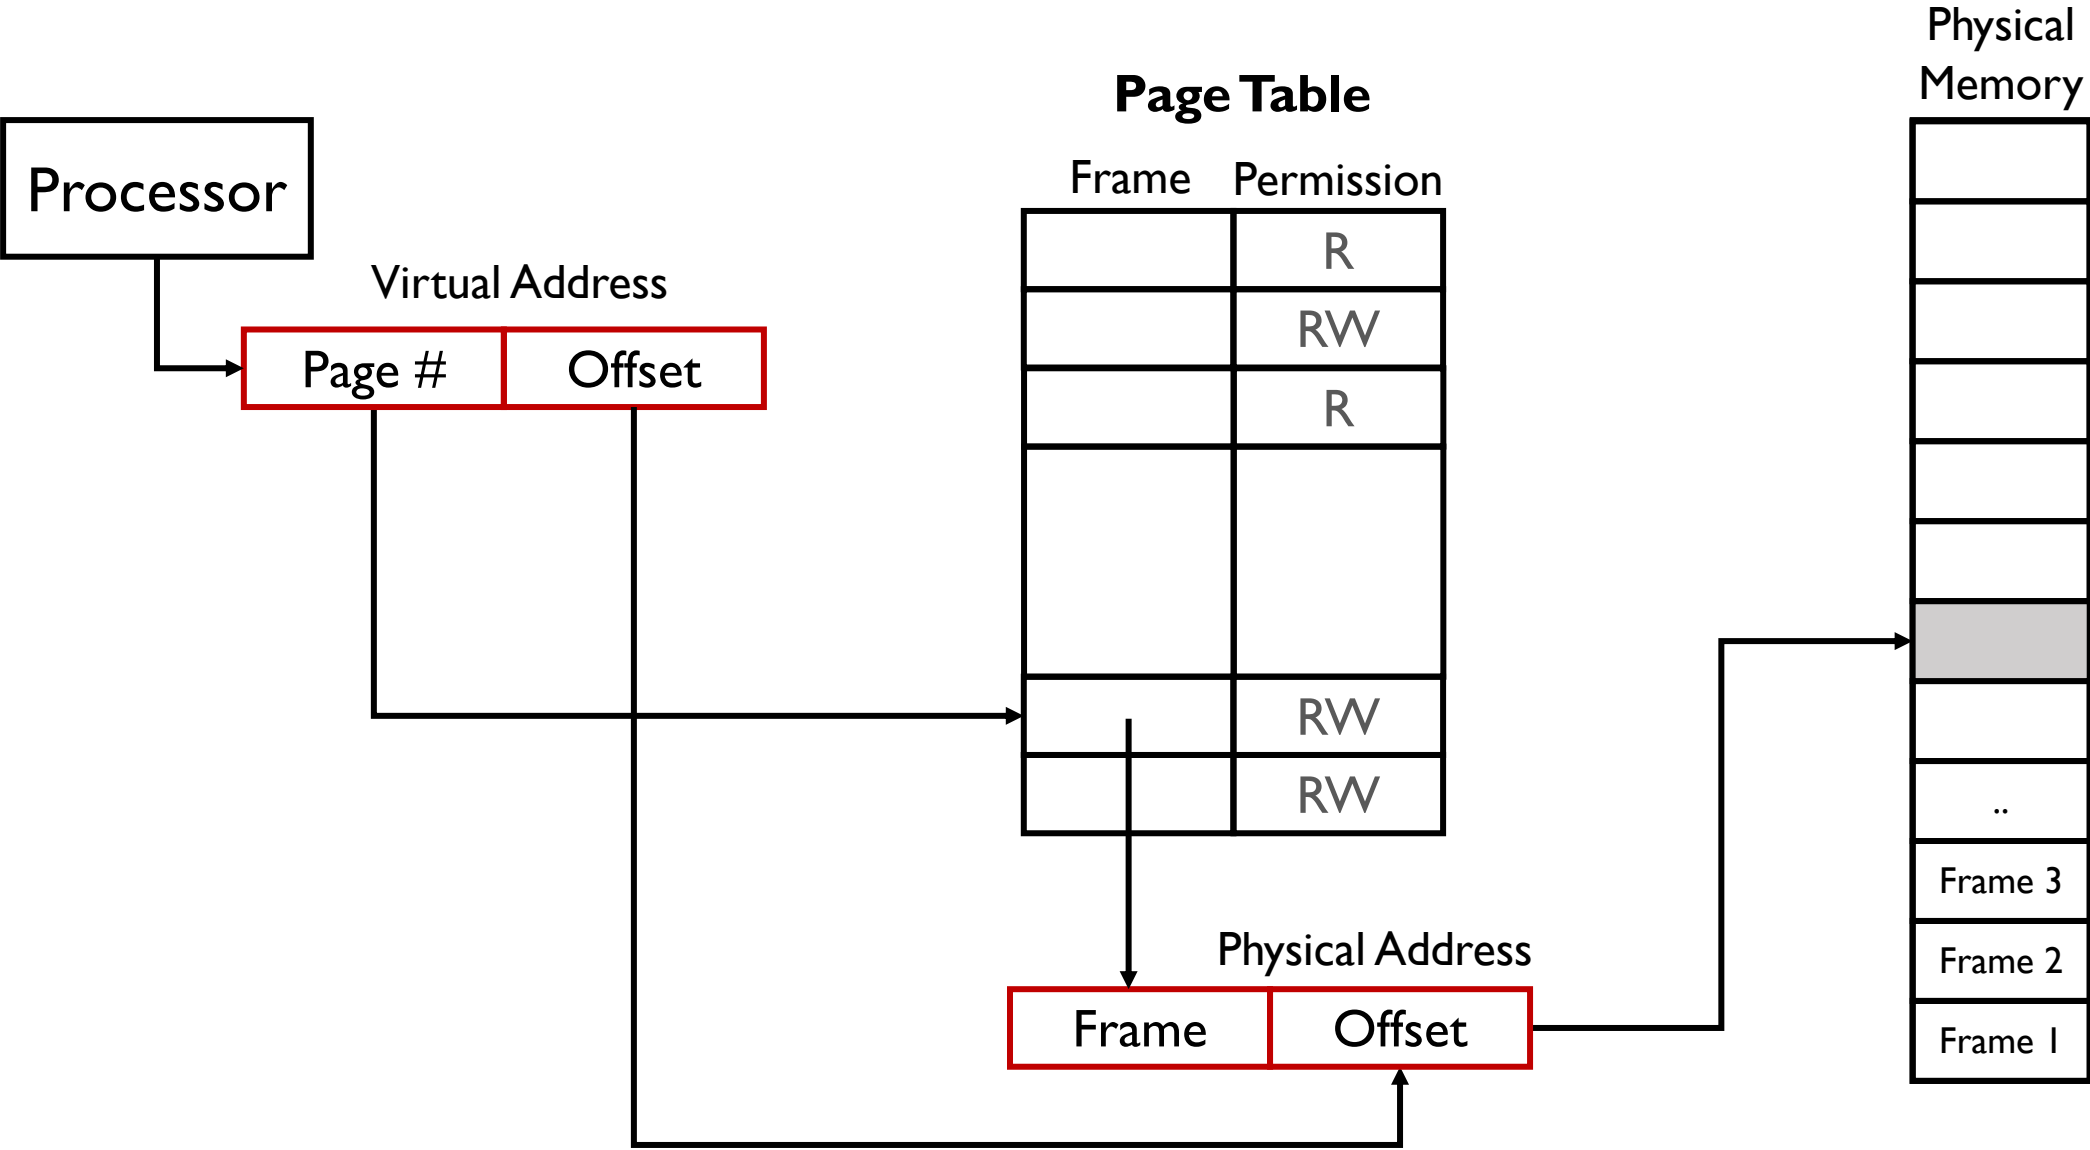 Physical
Memory
Page Table
Processor
Frame Permission
R
Virtual Address
RW
Page # Offset
R
RW
RW
..
Frame 3
Physical Address
Frame 2
Frame Offset
Frame 1